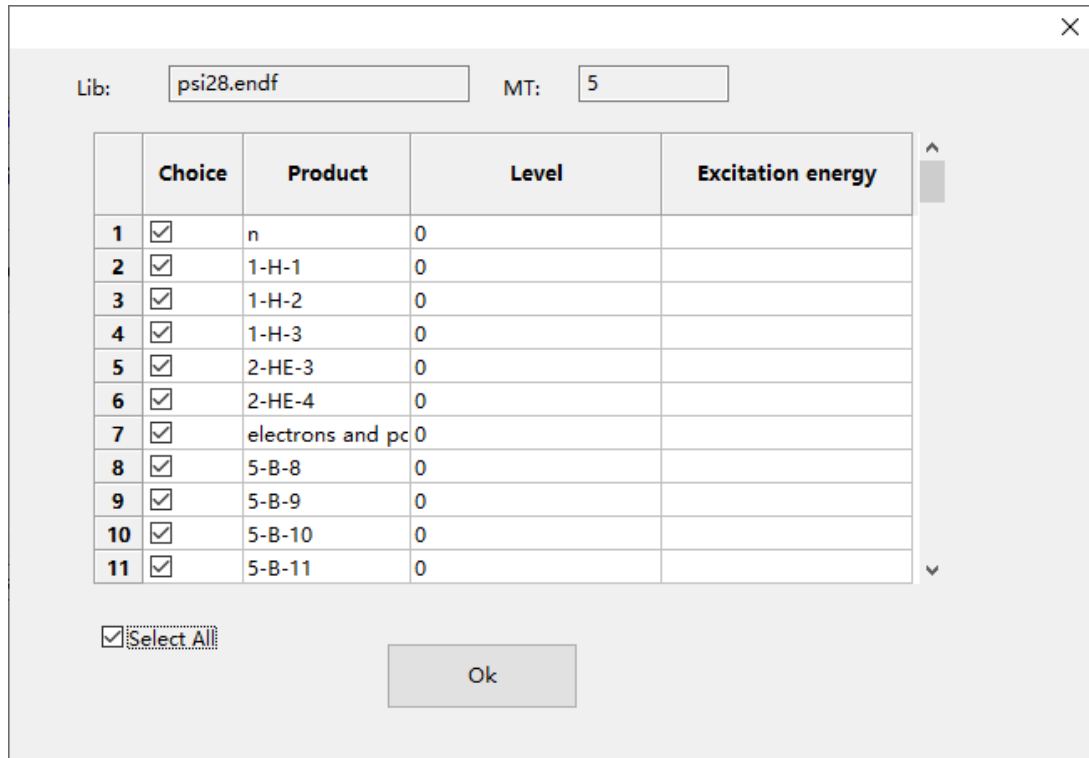 Lib: psi28.endf MT: 5
Choice Product Level Excitation energy
1 n 0
2 1-H-1 0
3 1-H-2 0
4 1-H-3 0
5 2-HE-3 0
6 2-HE-4 0
7 electrons and pc 0
8 5-B-8 0
9 5-B-9 0
10 5-B-10 0
11 5-B-11 0
Select All
Ok